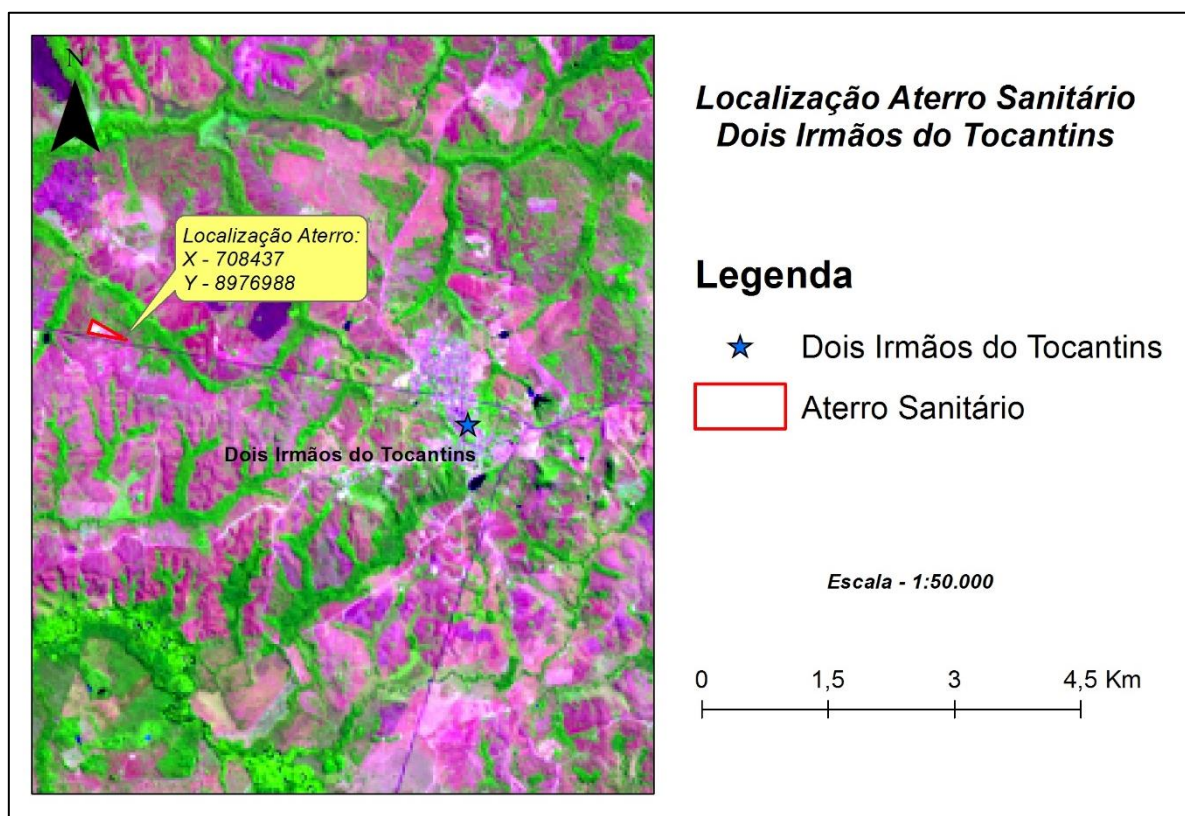 Localização Aterro Sanitário
Dois Irmãos do Tocantins
N
Localização Aterro:
X - 708437
Y - 8976988
Dois Irmãos do Tocantins
Legenda
Dois Irmãos do Tocantins
Aterro Sanitário
Escala - 1:50.000
0 1,5 3 4,5 Km